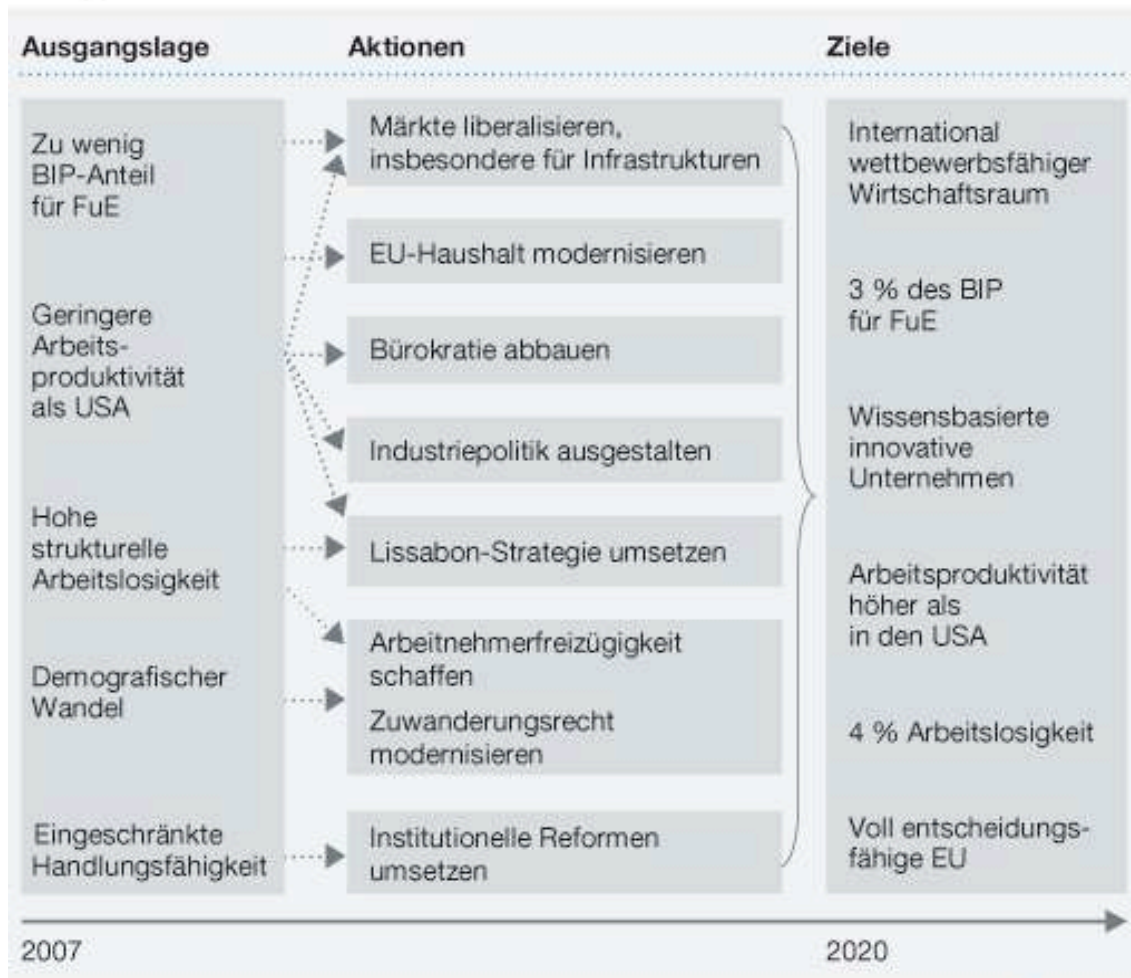 Ausgangslage
Zu wenig
BIP-Anteil
für FuE
Geringere
Arbeits-
produktivität
als USA
Hohe
strukturelle
Arbeitslosigkeit
Demografischer
Wandel
Eingeschränkte
Handlungsfähigkeit
Aktionen
Märkte liberalisieren,
insbesondere für Infrastrukturen
EU-Haushalt modernisieren
Bürokratie abbauen
Industriepolitik ausgestalten
Lissabon-Strategie umsetzen
Arbeitnehmerfreizügigkeit
schaffen
Zuwanderungsrecht
modernisieren
Institutionelle Reformen
umsetzen
Ziele
International
wettbewerbsfähiger
Wirtschaftsraum
3 % des BIP
für FuE
Wissensbasierte
innovative
Unternehmen
Arbeitsproduktivität
höher als
in den USA
4 % Arbeitslosigkeit
Voll entscheidungs-
fähige EU
2007
2020